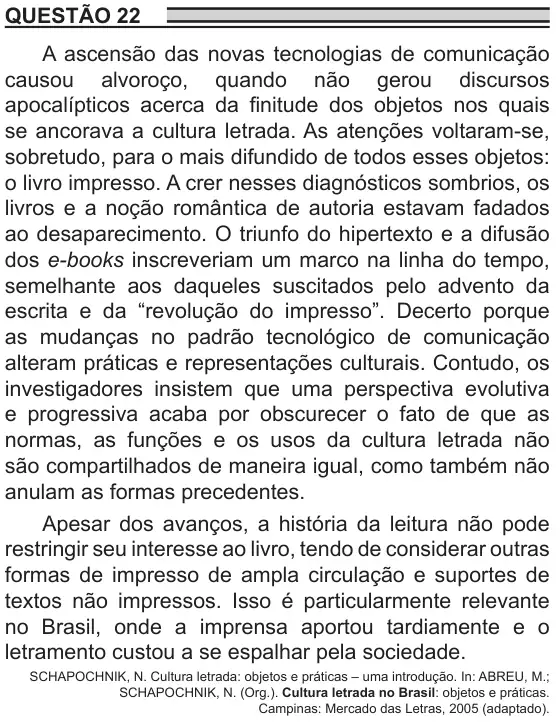 QUESTÃO 22
A ascensão das novas tecnologias de comunicação
causou alvoroço, quando não gerou discursos
apocalípticos acerca da finitude dos objetos nos quais
se ancorava a cultura letrada. As atenções voltaram-se,
sobretudo, para o mais difundido de todos esses objetos:
o livro impresso. A crer nesses diagnósticos sombrios, os
livros e a noção romântica de autoria estavam fadados
ao desaparecimento. O triunfo do hipertexto e a difusão
dos e-books inscreveriam um marco na linha do tempo,
semelhante aos daqueles suscitados pelo advento da
escrita e da “revolução do impresso”. Decerto porque
as mudanças no padrão tecnológico de comunicação
alteram práticas e representações culturais. Contudo, os
investigadores insistem que uma perspectiva evolutiva
e progressiva acaba por obscurecer o fato de que as
normas, as funções e os usos da cultura letrada não
são compartilhados de maneira igual, como também não
anulam as formas precedentes.
Apesar dos avanços, a história da leitura não pode
restringir seu interesse ao livro, tendo de considerar outras
formas de impresso de ampla circulação e suportes de
textos não impressos. Isso é particularmente relevante
no Brasil, onde a imprensa aportou tardiamente e o
letramento custou a se espalhar pela sociedade.
SCHAPOCHNIK, N. Cultura letrada: objetos e práticas – uma introdução. In: ABREU, M.;
SCHAPOCHNIK, N. (Org.). Cultura letrada no Brasil: objetos e práticas.
Campinas: Mercado das Letras, 2005 (adaptado).